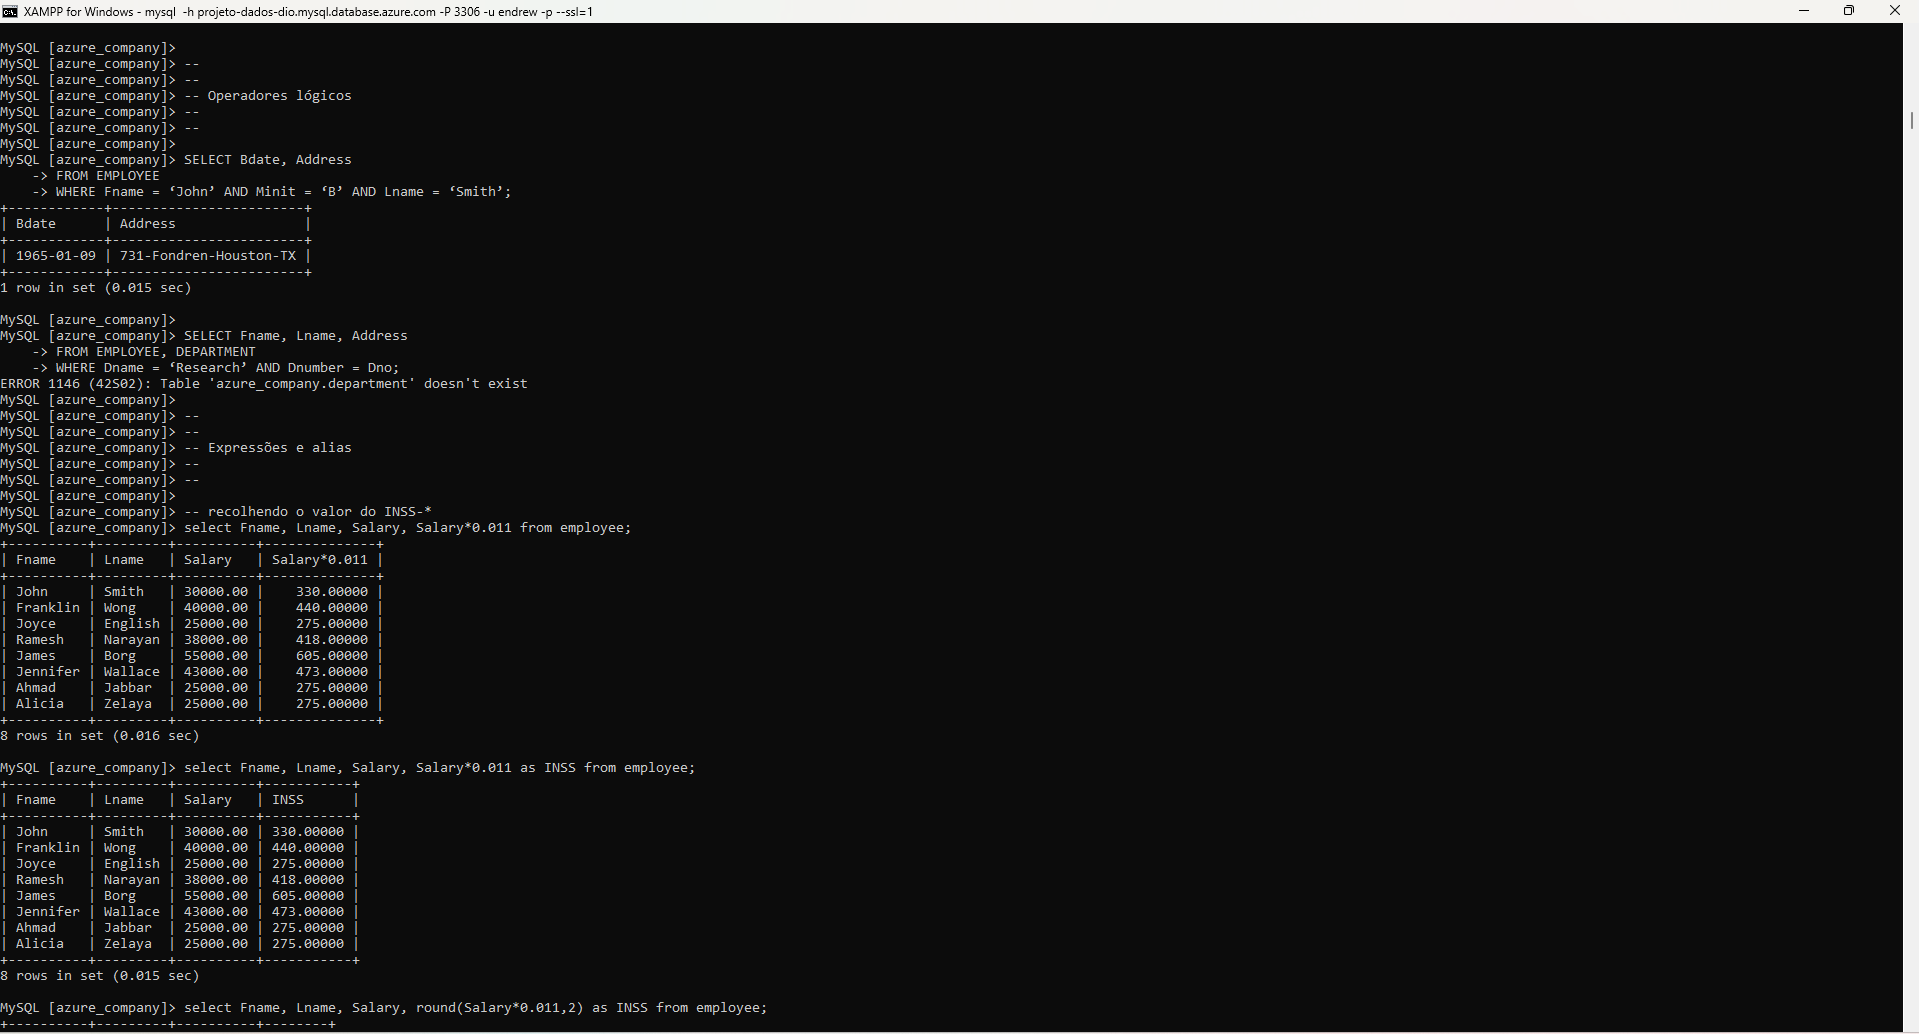 XAMPP for Windows - mysql  -h projeto-dados-dio.mysql.database.azure.com -P 3306 -u endrew -p --ssl=1
MySQL [azure_company]>
MySQL [azure_company]> --
MySQL [azure_company]> --
MySQL [azure_company]> -- Operadores lógicos
MySQL [azure_company]> --
MySQL [azure_company]> --
MySQL [azure_company]>
MySQL [azure_company]> SELECT Bdate, Address
    -> FROM EMPLOYEE
    -> WHERE Fname = ‘John’ AND Minit = ‘B’ AND Lname = ‘Smith’;
+------------+------------------------+
| Bdate      | Address                |
+------------+------------------------+
| 1965-01-09 | 731-Fondren-Houston-TX |
+------------+------------------------+
1 row in set (0.015 sec)
MySQL [azure_company]>
MySQL [azure_company]> SELECT Fname, Lname, Address
    -> FROM EMPLOYEE, DEPARTMENT
    -> WHERE Dname = ‘Research’ AND Dnumber = Dno;
ERROR 1146 (42S02): Table 'azure_company.department' doesn't exist
MySQL [azure_company]>
MySQL [azure_company]> --
MySQL [azure_company]> --
MySQL [azure_company]> -- Expressões e alias
MySQL [azure_company]> --
MySQL [azure_company]> --
MySQL [azure_company]>
MySQL [azure_company]> -- recolhendo o valor do INSS-*
MySQL [azure_company]> select Fname, Lname, Salary, Salary*0.011 from employee;
+----------+---------+----------+--------------+
| Fname    | Lname   | Salary   | Salary*0.011 |
+----------+---------+----------+--------------+
| John     | Smith   | 30000.00 |    330.00000 |
| Franklin | Wong    | 40000.00 |    440.00000 |
| Joyce    | English | 25000.00 |    275.00000 |
| Ramesh   | Narayan | 38000.00 |    418.00000 |
| James    | Borg    | 55000.00 |    605.00000 |
| Jennifer | Wallace | 43000.00 |    473.00000 |
| Ahmad    | Jabbar  | 25000.00 |    275.00000 |
| Alicia   | Zelaya  | 25000.00 |    275.00000 |
+----------+---------+----------+--------------+
8 rows in set (0.016 sec)
MySQL [azure_company]> select Fname, Lname, Salary, Salary*0.011 as INSS from employee;
+----------+---------+----------+-----------+
| Fname    | Lname   | Salary   | INSS      |
+----------+---------+----------+-----------+
| John     | Smith   | 30000.00 | 330.00000 |
| Franklin | Wong    | 40000.00 | 440.00000 |
| Joyce    | English | 25000.00 | 275.00000 |
| Ramesh   | Narayan | 38000.00 | 418.00000 |
| James    | Borg    | 55000.00 | 605.00000 |
| Jennifer | Wallace | 43000.00 | 473.00000 |
| Ahmad    | Jabbar  | 25000.00 | 275.00000 |
| Alicia   | Zelaya  | 25000.00 | 275.00000 |
+----------+---------+----------+-----------+
8 rows in set (0.015 sec)
MySQL [azure_company]> select Fname, Lname, Salary, round(Salary*0.011,2) as INSS from employee;
+----------+---------+----------+--------+